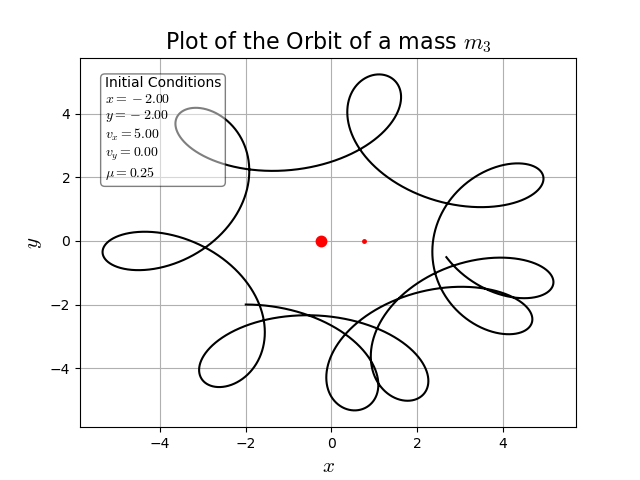 Plot of the Orbit of a mass m₃
Initial Conditions
x = −2.00
y = −2.00
vₓ = 5.00
v_y = 0.00
μ = 0.25
4
2
0
−2
−4
y
−4 −2 0 2 4
x